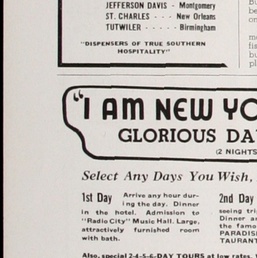 JEFFERSON DAVIS - Montgomery
ST. CHARLES - - - New Orleans
TUTWILER - - - - Birmingham
"DISPENSERS OF TRUE SOUTHERN
HOSPITALITY"
"I AM NEW YO
GLORIOUS DA
(2 NIGHTS
Select Any Days You Wish,
1st Day Arrive any hour dur-
ing the day. Dinner
in the hotel. Admission to
"Radio City" Music Hall. Large,
attractively furnished room
with bath.
2nd Day
seeing tri
Dinner a
the famo
PARADIS
TAURANT
Also, special 2-4-5-6-DAY TOURS at low rates.